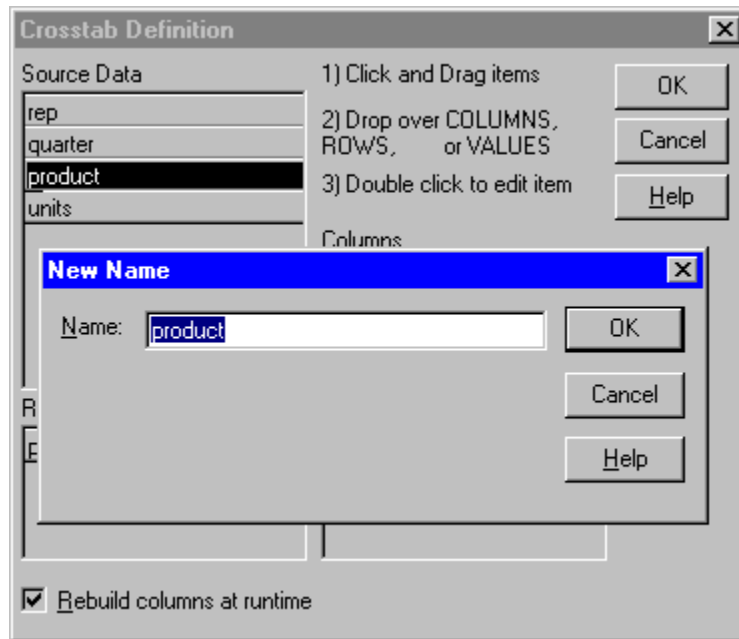 Crosstab Definition
Source Data
rep
quarter
product
units
1) Click and Drag items
2) Drop over COLUMNS,
ROWS, or VALUES
3) Double click to edit item
OK
Cancel
Help
Columns
New Name
Name: product
OK
Cancel
Help
R
Rebuild columns at runtime